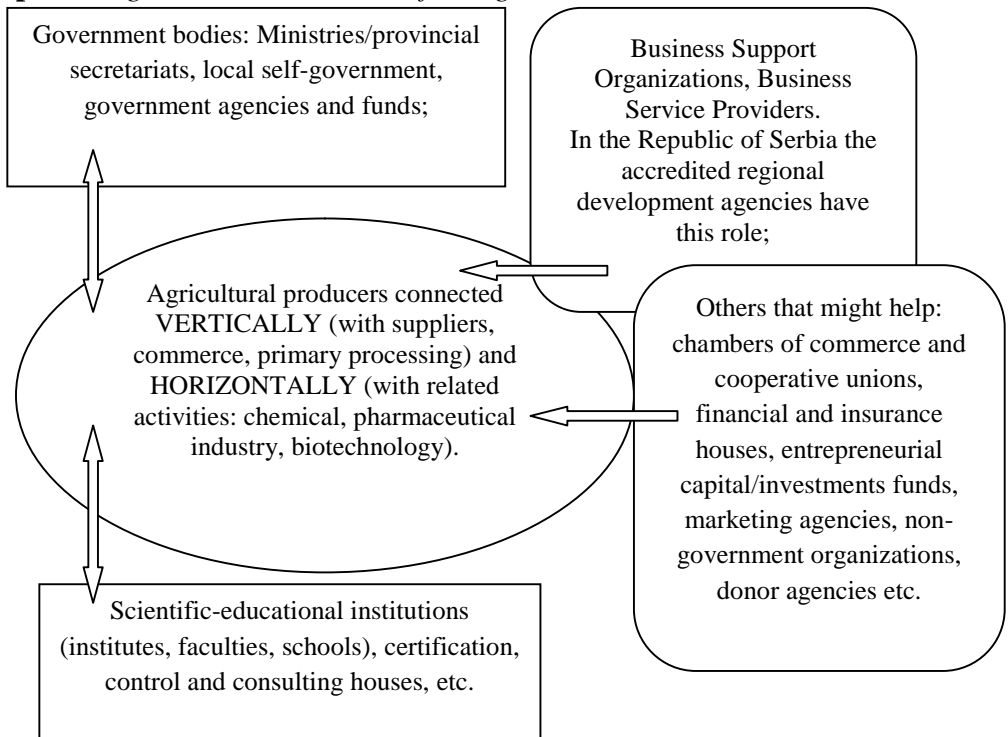 Government bodies: Ministries/provincial
secretariats, local self-government,
government agencies and funds;
Business Support
Organizations, Business
Service Providers.
In the Republic of Serbia the
accredited regional
development agencies have
this role;
Agricultural producers connected
VERTICALLY (with suppliers,
commerce, primary processing) and
HORIZONTALLY (with related
activities: chemical, pharmaceutical
industry, biotechnology).
Others that might help:
chambers of commerce and
cooperative unions,
financial and insurance
houses, entrepreneurial
capital/investments funds,
marketing agencies, non-
government organizations,
donor agencies etc.
Scientific-educational institutions
(institutes, faculties, schools), certification,
control and consulting houses, etc.